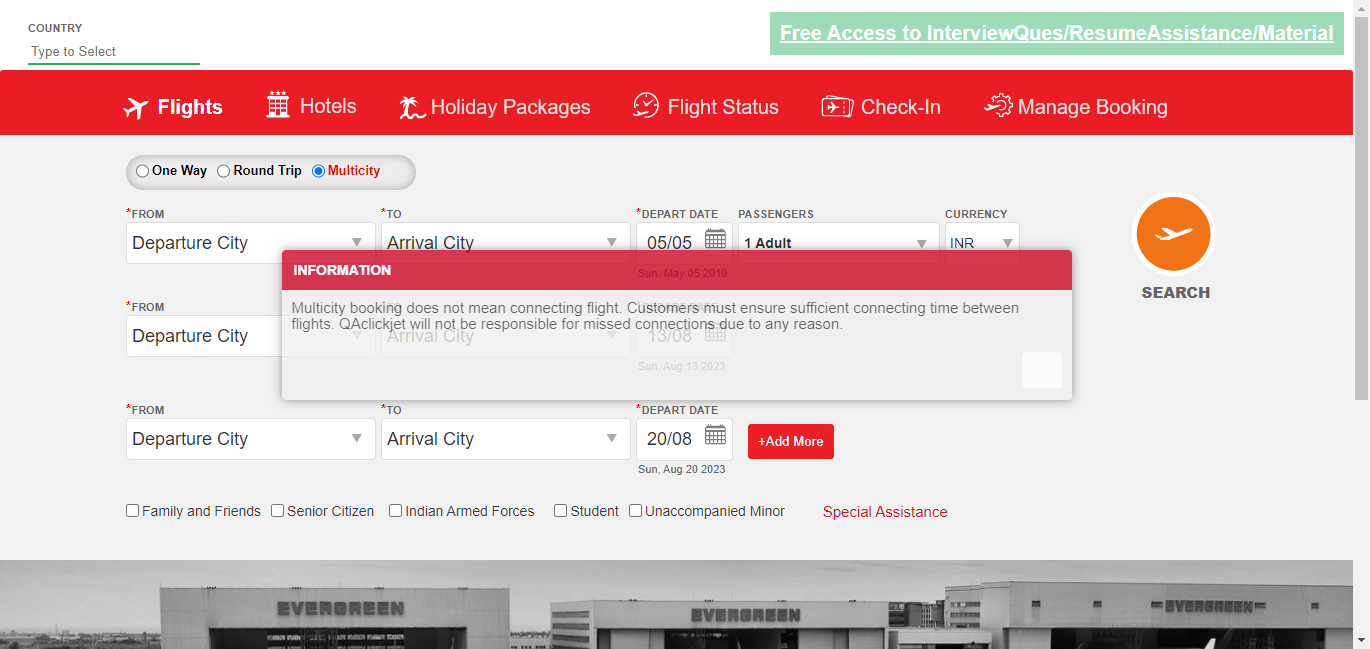 COUNTRY
Type to Select
Free Access to InterviewQues/ResumeAssistance/Material
Flights Hotels Holiday Packages Flight Status Check-In Manage Booking
One Way Round Trip Multicity
*FROM *TO *DEPART DATE PASSENGERS CURRENCY
Departure City Arrival City 05/05 1 Adult INR
Sun, May 05 2019
SEARCH
INFORMATION
*FROM TO *DEPART DATE
Multicity booking does not mean connecting flight. Customers must ensure sufficient connecting time between
flights. QAclickjet will not be responsible for missed connections due to any reason.
Departure City Arrival City 13/08
Sun, Aug 13 2023
*FROM *TO *DEPART DATE
Departure City Arrival City 20/08 +Add More
Sun, Aug 20 2023
Family and Friends Senior Citizen Indian Armed Forces Student Unaccompanied Minor Special Assistance
EVERGREEN EVERGREEN EVERGREEN